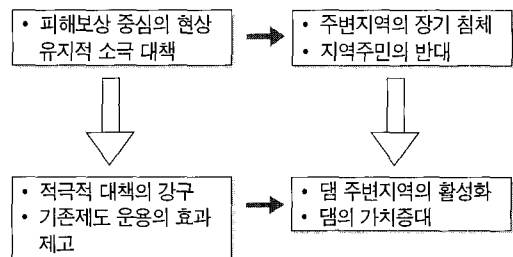 • 피해보상 중심의 현상
유지적 소극 대책
• 주변지역의 장기 침체
• 지역주민의 반대
• 적극적 대책의 강구
• 기존제도 운용의 효과
제고
• 댐 주변지역의 활성화
• 댐의 가치증대